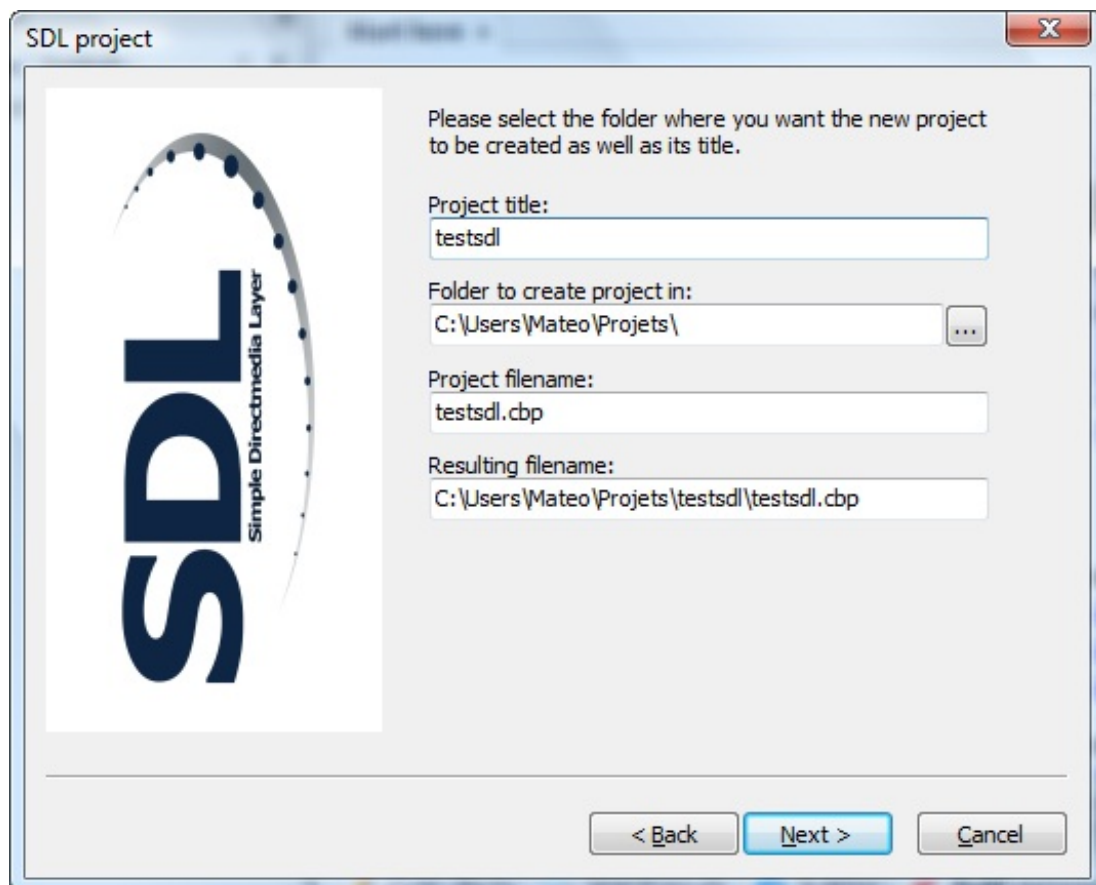 SDL project
Please select the folder where you want the new project
to be created as well as its title.
Project title:
testsdl
Folder to create project in:
C:\Users\Mateo\Projets\
...
Project filename:
testsdl.cbp
Resulting filename:
C:\Users\Mateo\Projets\testsdl\testsdl.cbp
SDL
Simple Directmedia Layer
< Back
Next >
Cancel